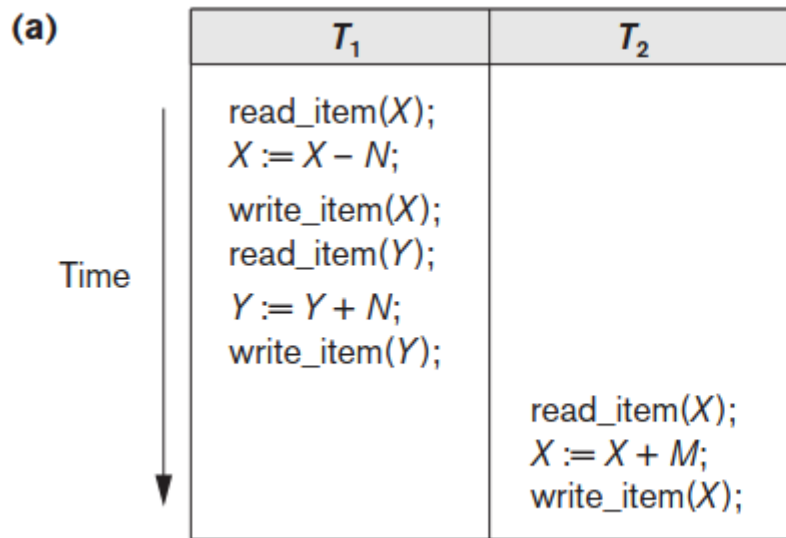 (a)
T₁ T₂
read_item(X);
X := X – N;
write_item(X);
read_item(Y);
Time
Y := Y + N;
write_item(Y);
read_item(X);
X := X + M;
write_item(X);